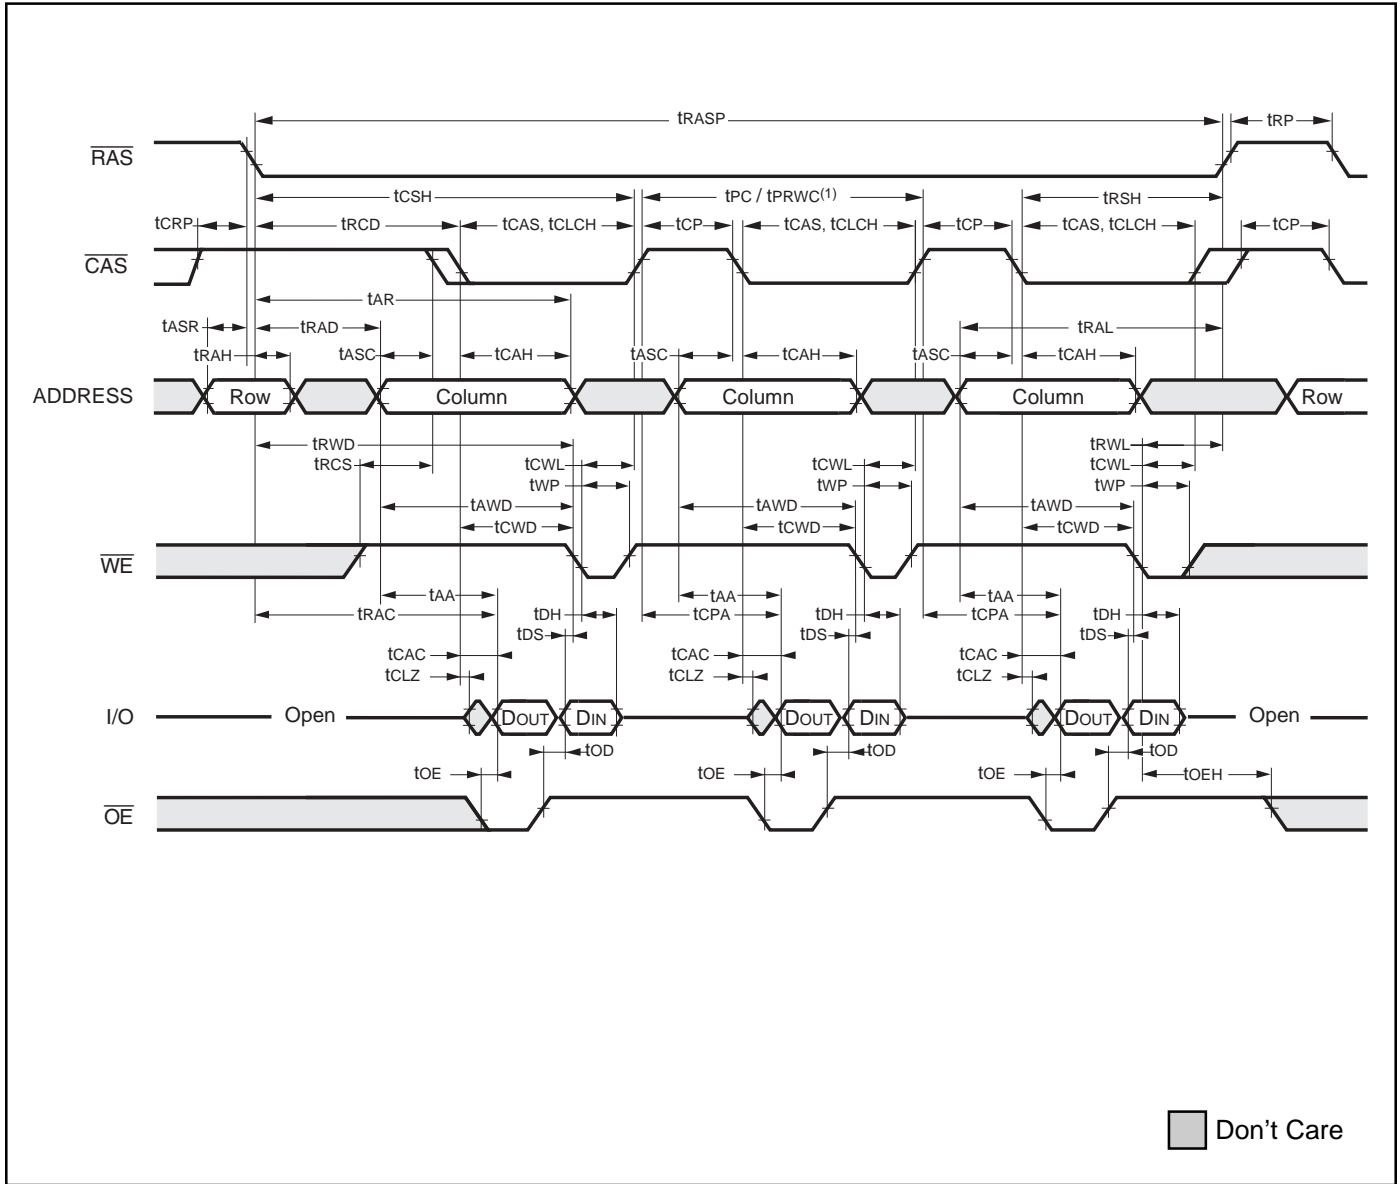 tRASP tRP
RAS
tCSH tPC / tPRWC(1) tRSH
tCRP tRCD tCAS, tCLCH tCP tCAS, tCLCH tCP tCAS, tCLCH tCP
CAS
tAR
tASR tRAD tRAL
tRAH tASC tCAH tASC tCAH tASC tCAH
ADDRESS Row Column Column Column Row
tRWD tRWL
tRCS tCWL tCWL tCWL
tWP tWP tWP
tAWD tAWD tAWD
tCWD tCWD tCWD
WE
tAA tAA tAA
tRAC tDH tCPA tDH tCPA tDH
tDS tDS tDS
tCAC tCAC tCAC
tCLZ tCLZ tCLZ
I/O Open DOUT DIN DOUT DIN DOUT DIN Open
tOD tOD tOD
tOE tOE tOE tOEH
OE
Don't Care